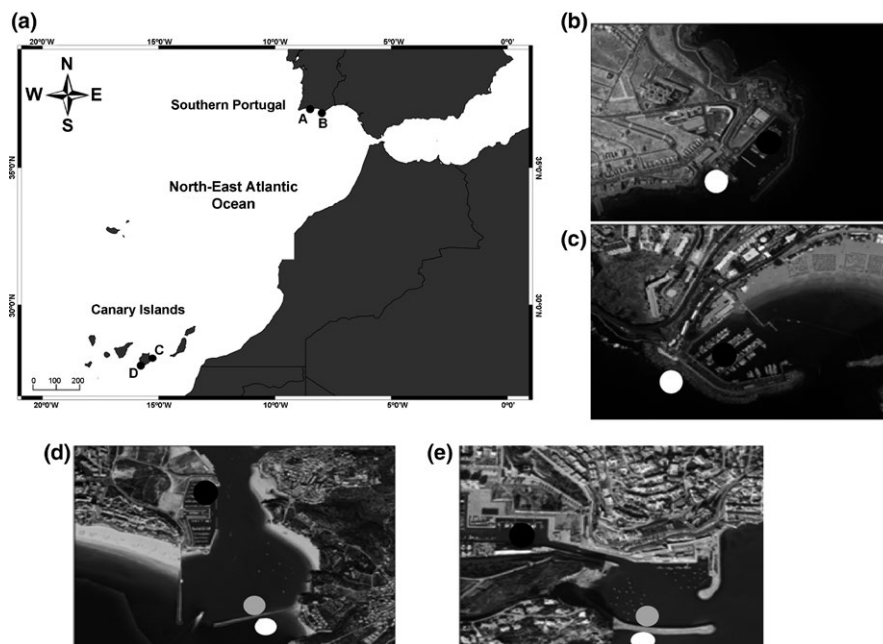 (a)
20°0'W 15°0'W 10°0'W 5°0'W 0°0'
N
W E
S
Southern Portugal
A B
35°0'N 35°0'N
North-East Atlantic
Ocean
30°0'N 30°0'N
Canary Islands
C
D
0 100 200
20°0'W 15°0'W 10°0'W 5°0'W 0°0'
(b)
(c)
(d)
(e)